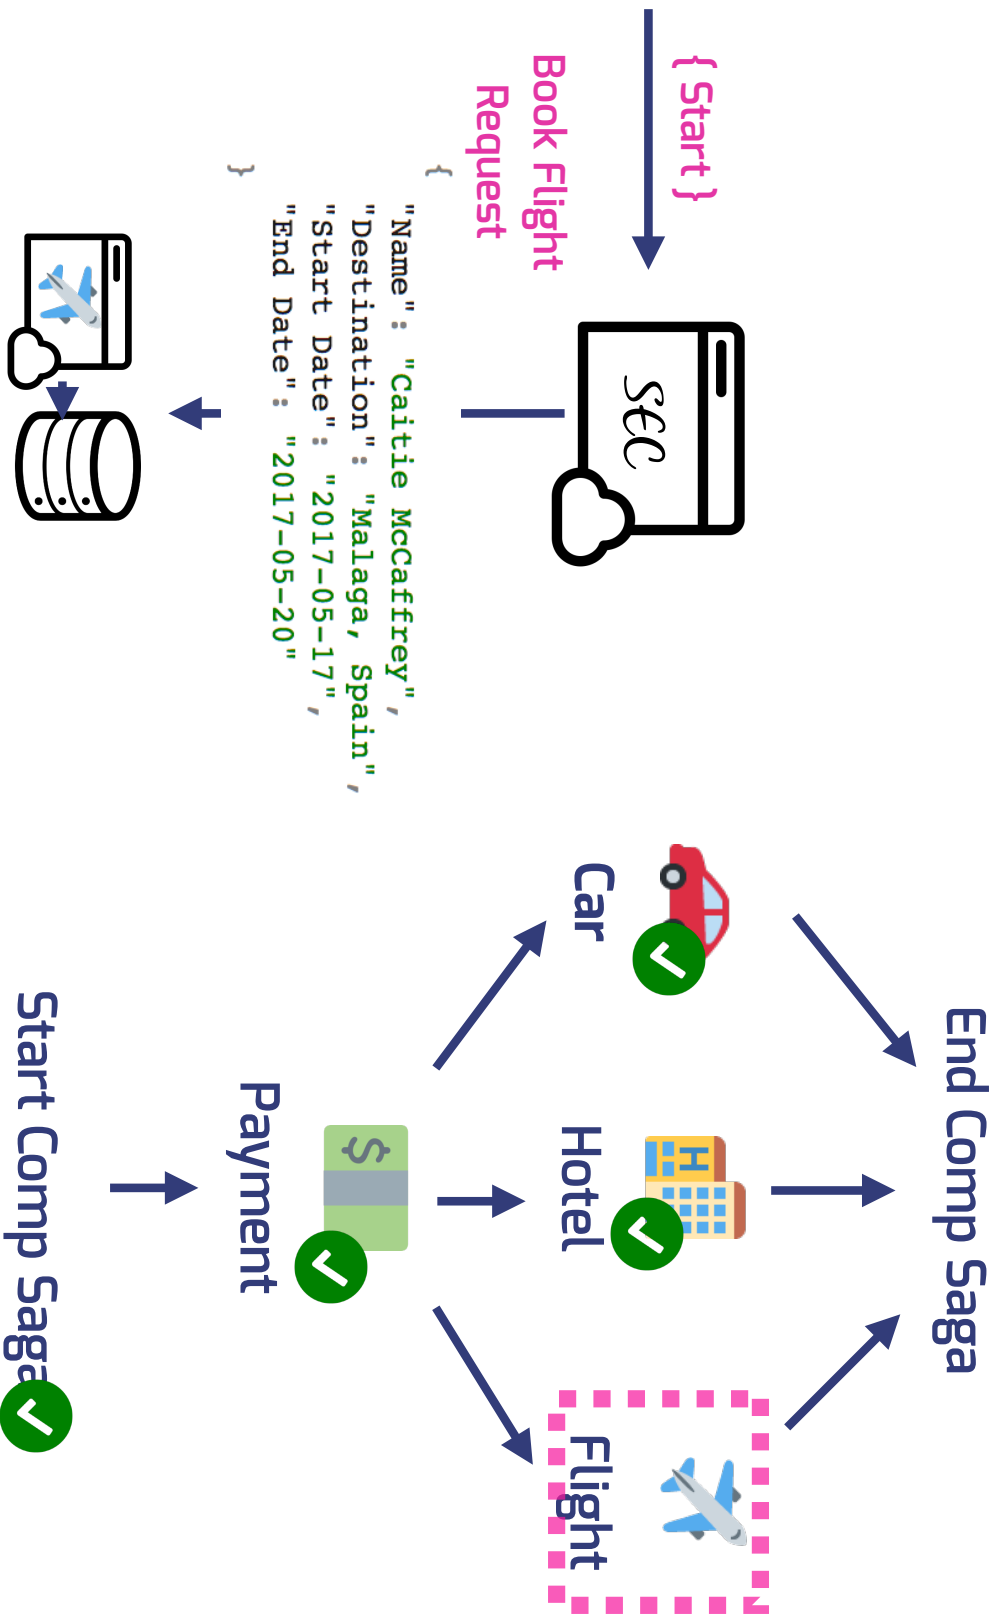 { Start }
SEC
Book Flight
Request
{
"Name": "Caitie McCaffrey",
"Destination": "Malaga, Spain",
"Start Date": "2017-05-17",
"End Date": "2017-05-20"
}
End Comp Saga
Car
Hotel
H
Flight
$
Payment
Start Comp Saga